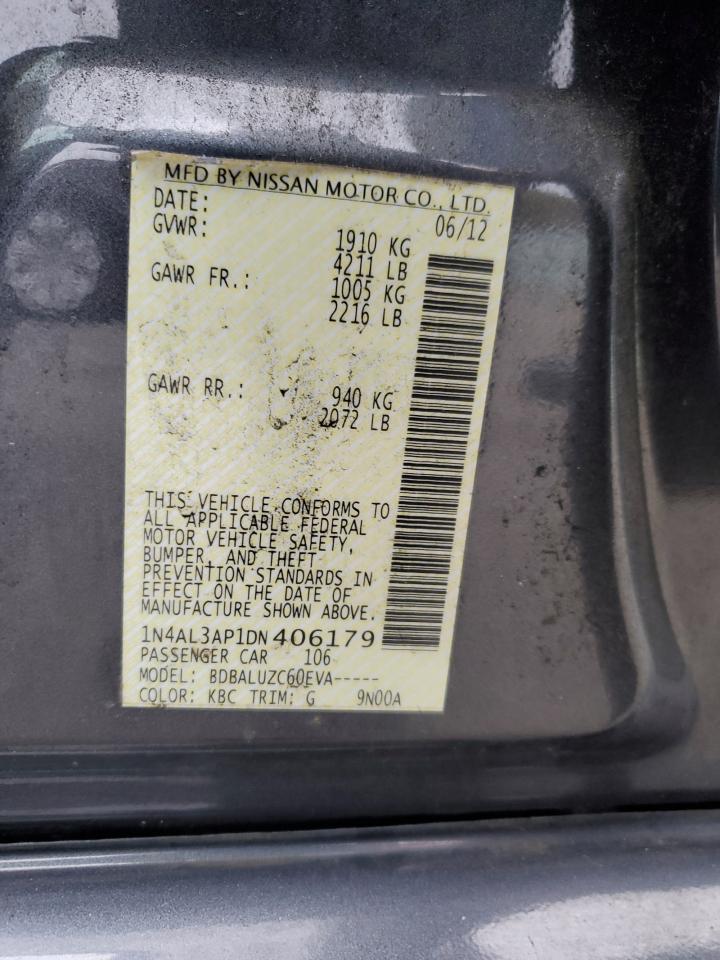 MFD BY NISSAN MOTOR CO., LTD.
DATE: 06/12
GVWR: 1910 KG
4211 LB
GAWR FR.: 1005 KG
2216 LB
GAWR RR.: 940 KG
2072 LB
THIS VEHICLE CONFORMS TO
ALL APPLICABLE FEDERAL
MOTOR VEHICLE SAFETY,
BUMPER, AND THEFT
PREVENTION STANDARDS IN
EFFECT ON THE DATE OF
MANUFACTURE SHOWN ABOVE.
1N4AL3AP1DN406179
PASSENGER CAR 106
MODEL: BDBALUZC60EVA-----
COLOR: KBC TRIM: G 9N00A